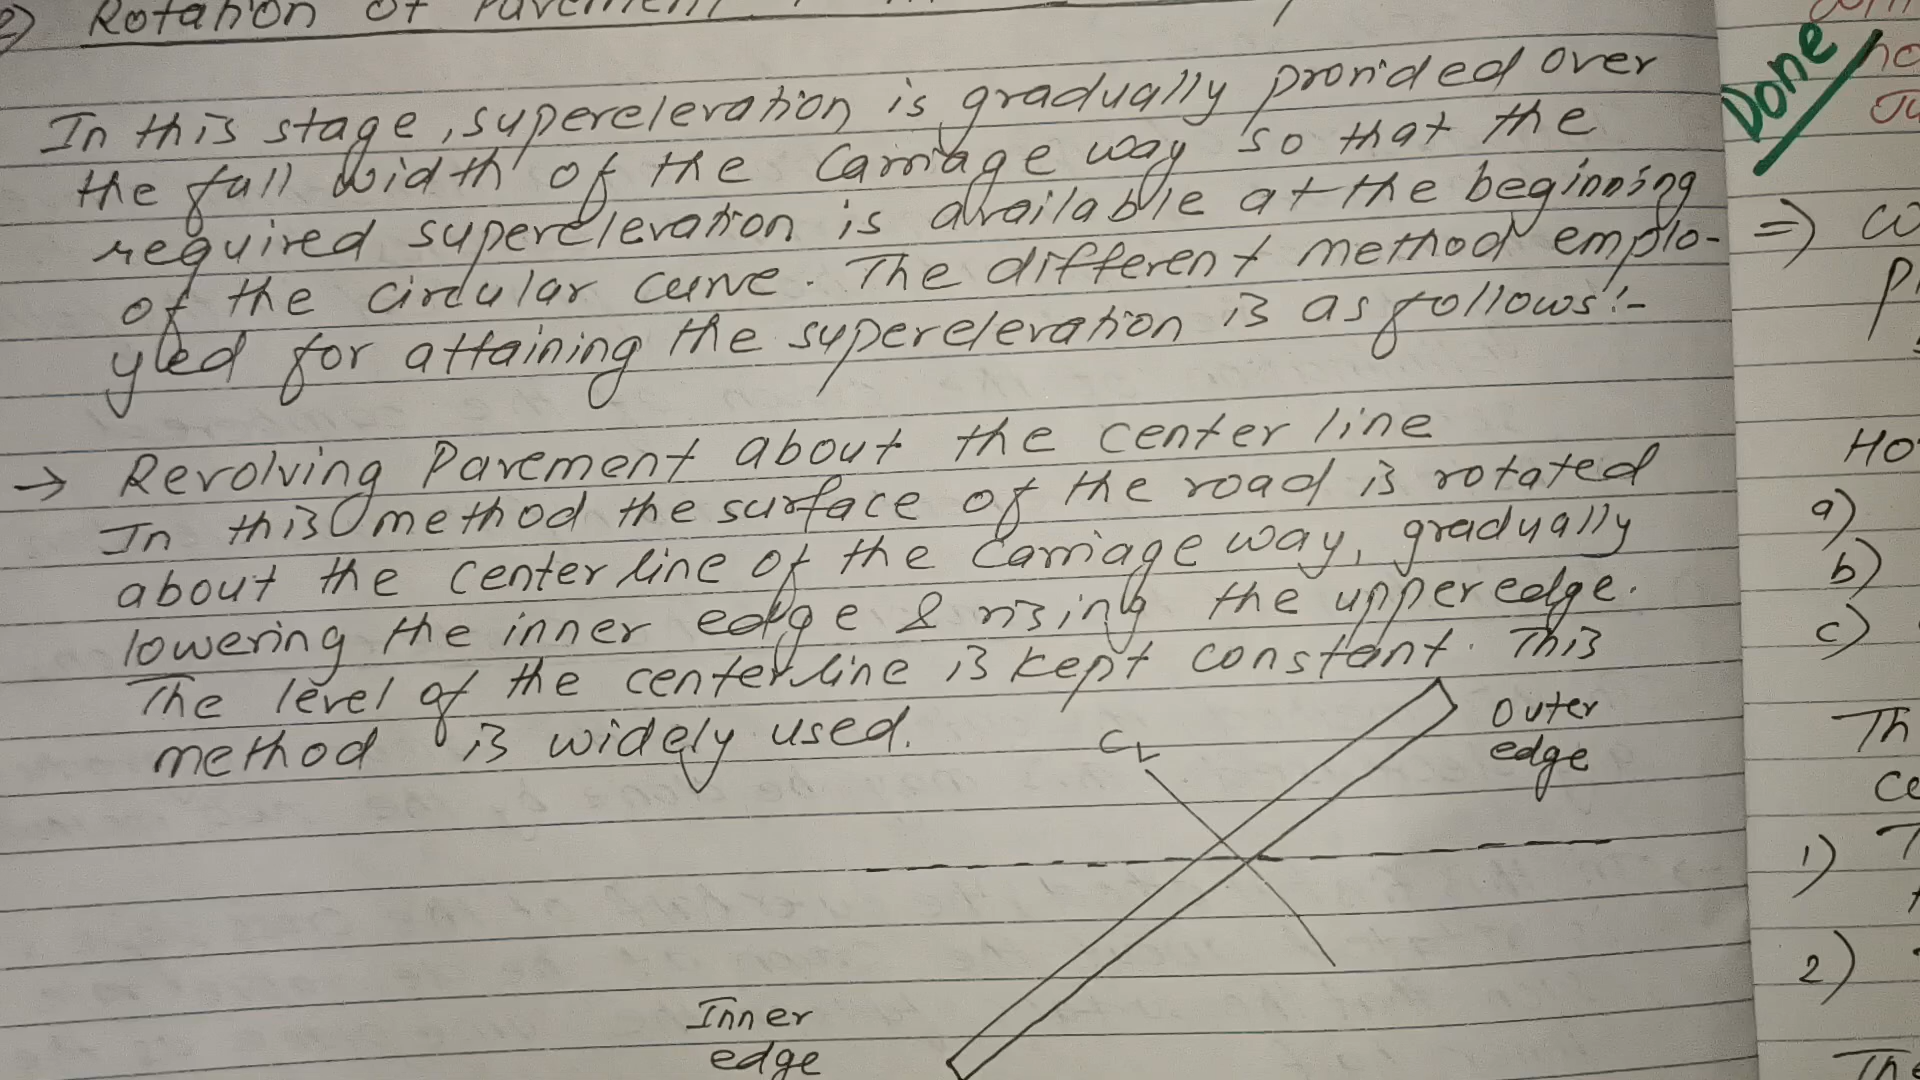 2) Rotation of Pavement
In this stage, superelevation is gradually provided over
the full width of the Carriage way so that the
required superelevation is available at the beginning
of the circular curve. The different method emplo-
yed for attaining the superelevation is as follows:-
→ Revolving Pavement about the center line
In this method the surface of the road is rotated
about the center line of the carriage way, gradually
lowering the inner edge & rising the upper edge.
The level of the center line is kept constant. This
method is widely used.
CL
Outer
edge
Inner
edge
Done
=)
a)
b)
c)
Th
ce
1)
2)
The